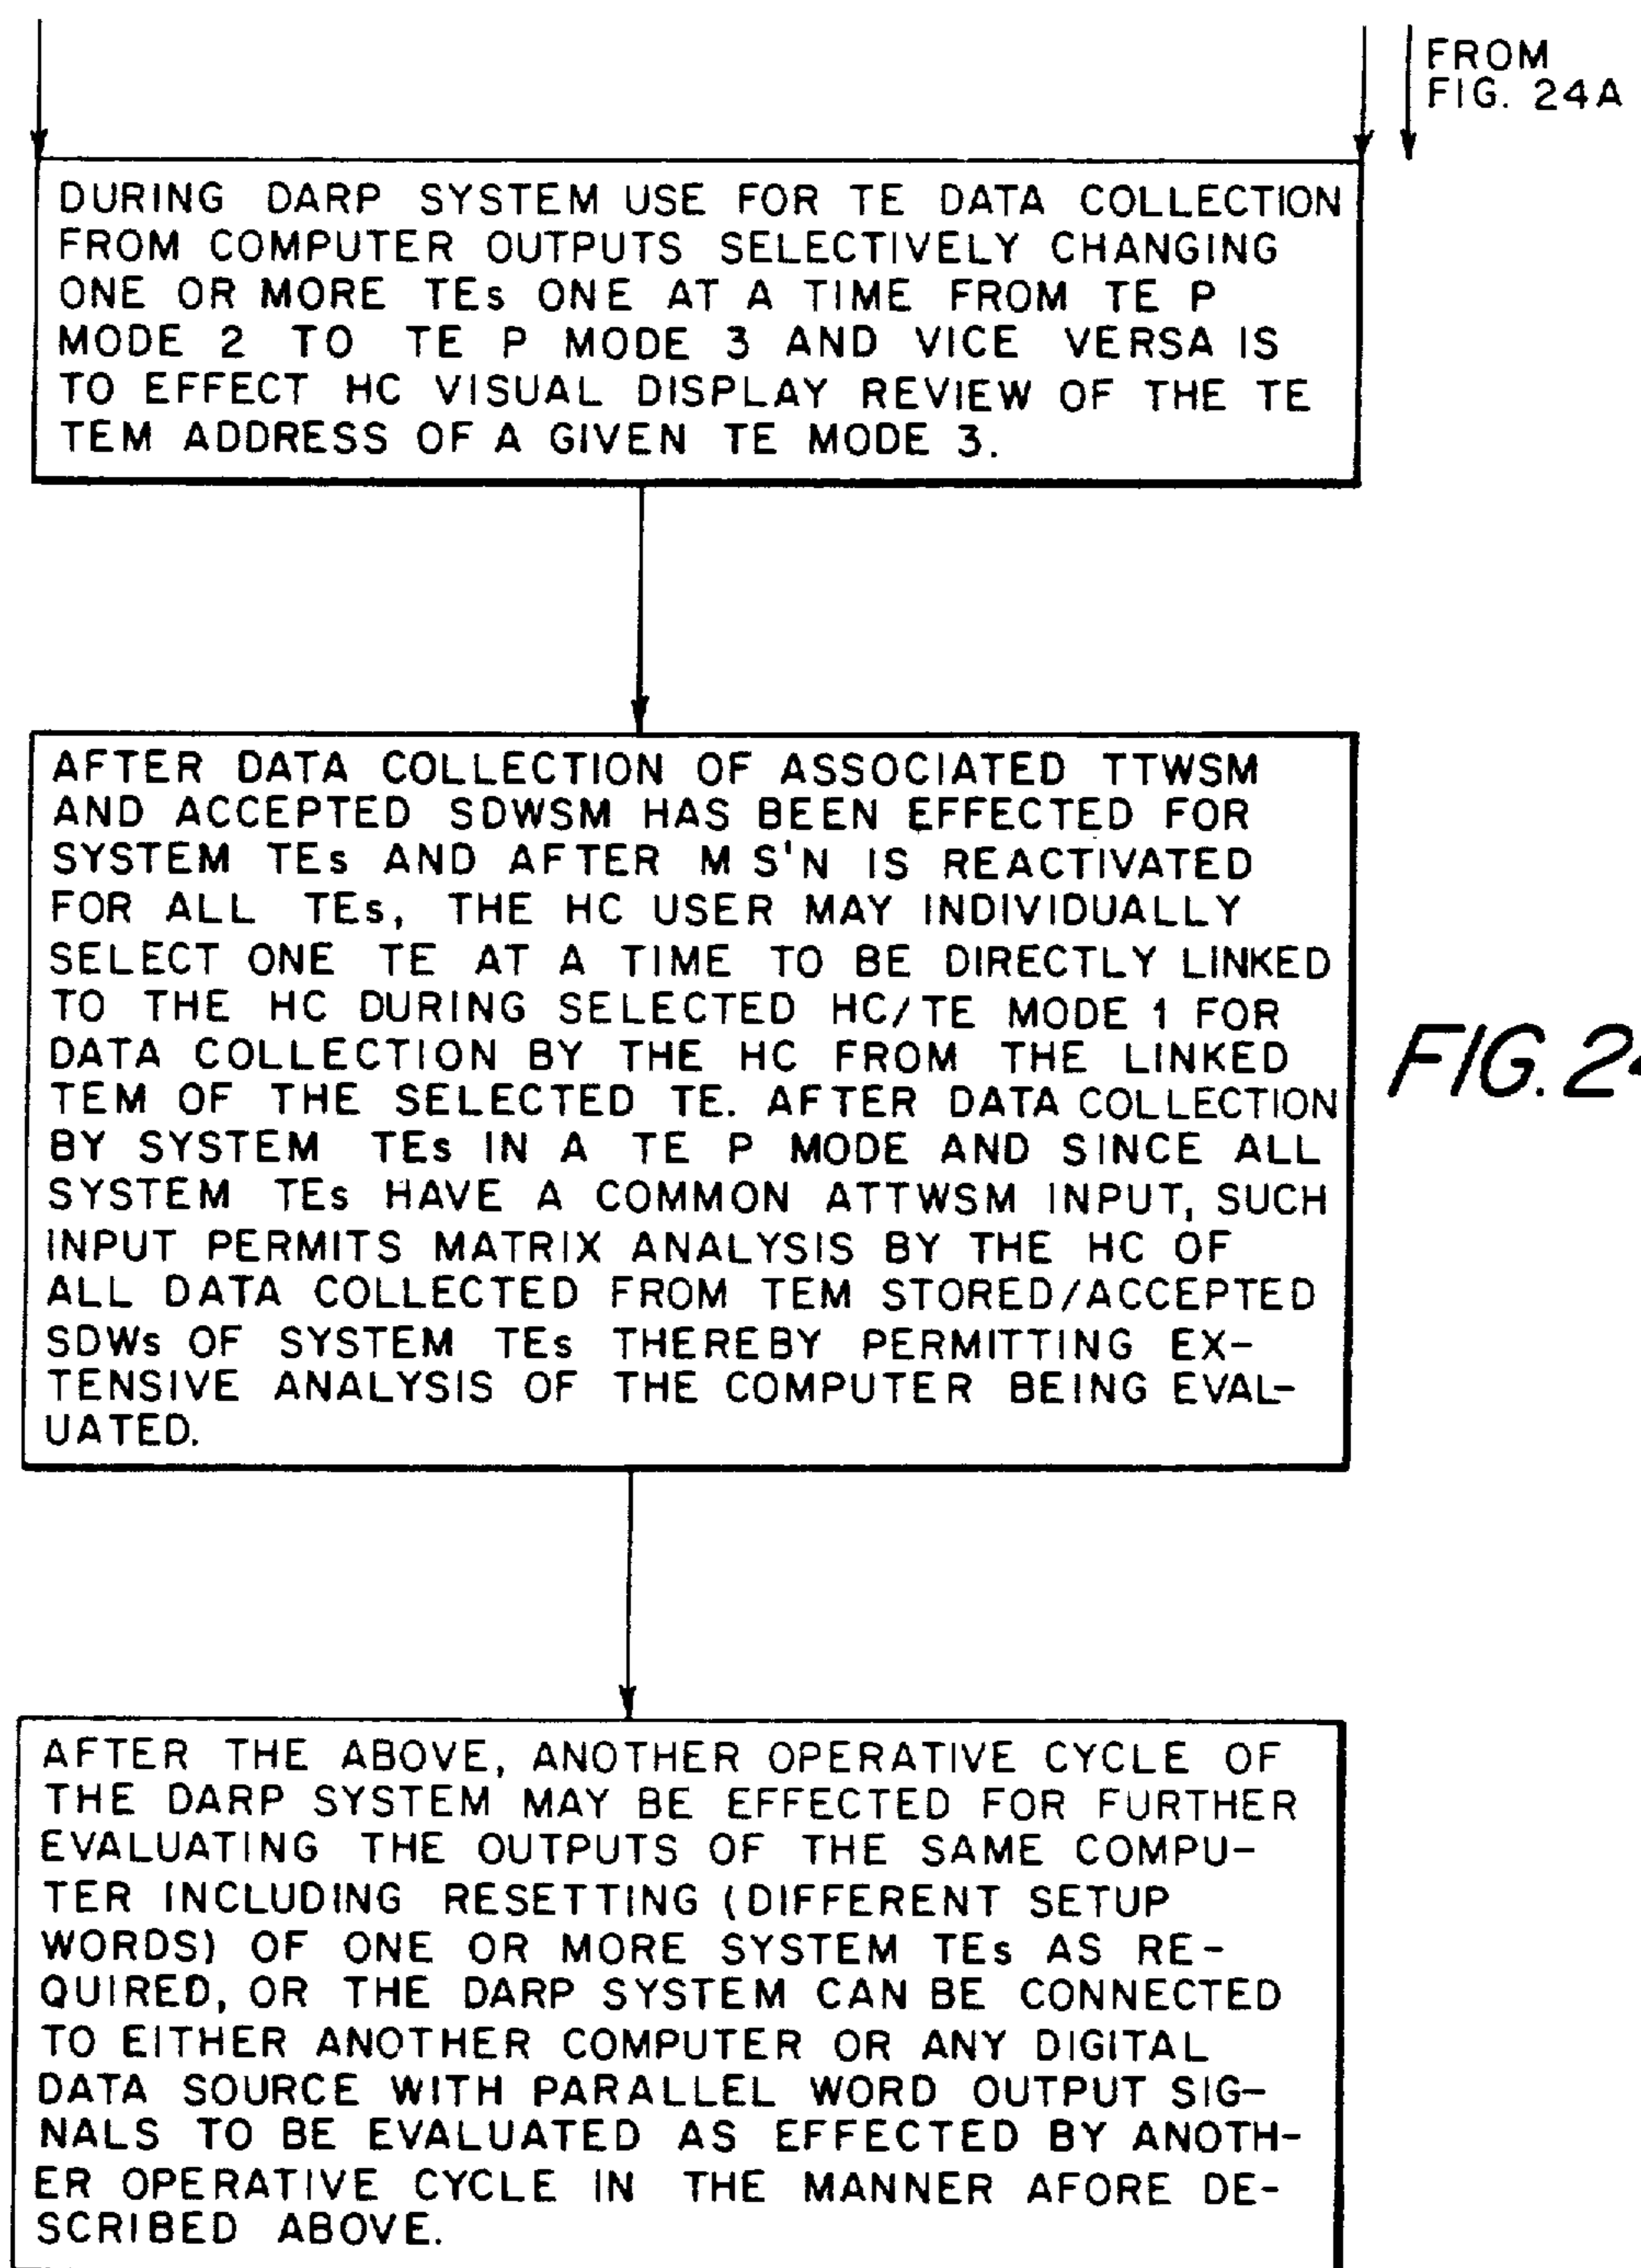 FROM
FIG. 24A
DURING DARP SYSTEM USE FOR TE DATA COLLECTION
FROM COMPUTER OUTPUTS SELECTIVELY CHANGING
ONE OR MORE TEs ONE AT A TIME FROM TE P
MODE 2 TO TE P MODE 3 AND VICE VERSA IS
TO EFFECT HC VISUAL DISPLAY REVIEW OF THE TE
TEM ADDRESS OF A GIVEN TE MODE 3.
AFTER DATA COLLECTION OF ASSOCIATED TTWSM
AND ACCEPTED SDWSM HAS BEEN EFFECTED FOR
SYSTEM TEs AND AFTER M S'N IS REACTIVATED
FOR ALL TEs, THE HC USER MAY INDIVIDUALLY
SELECT ONE TE AT A TIME TO BE DIRECTLY LINKED
TO THE HC DURING SELECTED HC/TE MODE 1 FOR
DATA COLLECTION BY THE HC FROM THE LINKED
TEM OF THE SELECTED TE. AFTER DATA COLLECTION
BY SYSTEM TEs IN A TE P MODE AND SINCE ALL
SYSTEM TEs HAVE A COMMON ATTWSM INPUT, SUCH
INPUT PERMITS MATRIX ANALYSIS BY THE HC OF
ALL DATA COLLECTED FROM TEM STORED/ACCEPTED
SDWs OF SYSTEM TEs THEREBY PERMITTING EX-
TENSIVE ANALYSIS OF THE COMPUTER BEING EVAL-
UATED.
FIG. 24
AFTER THE ABOVE, ANOTHER OPERATIVE CYCLE OF
THE DARP SYSTEM MAY BE EFFECTED FOR FURTHER
EVALUATING THE OUTPUTS OF THE SAME COMPU-
TER INCLUDING RESETTING (DIFFERENT SETUP
WORDS) OF ONE OR MORE SYSTEM TEs AS RE-
QUIRED, OR THE DARP SYSTEM CAN BE CONNECTED
TO EITHER ANOTHER COMPUTER OR ANY DIGITAL
DATA SOURCE WITH PARALLEL WORD OUTPUT SIG-
NALS TO BE EVALUATED AS EFFECTED BY ANOTH-
ER OPERATIVE CYCLE IN THE MANNER AFORE DE-
SCRIBED ABOVE.